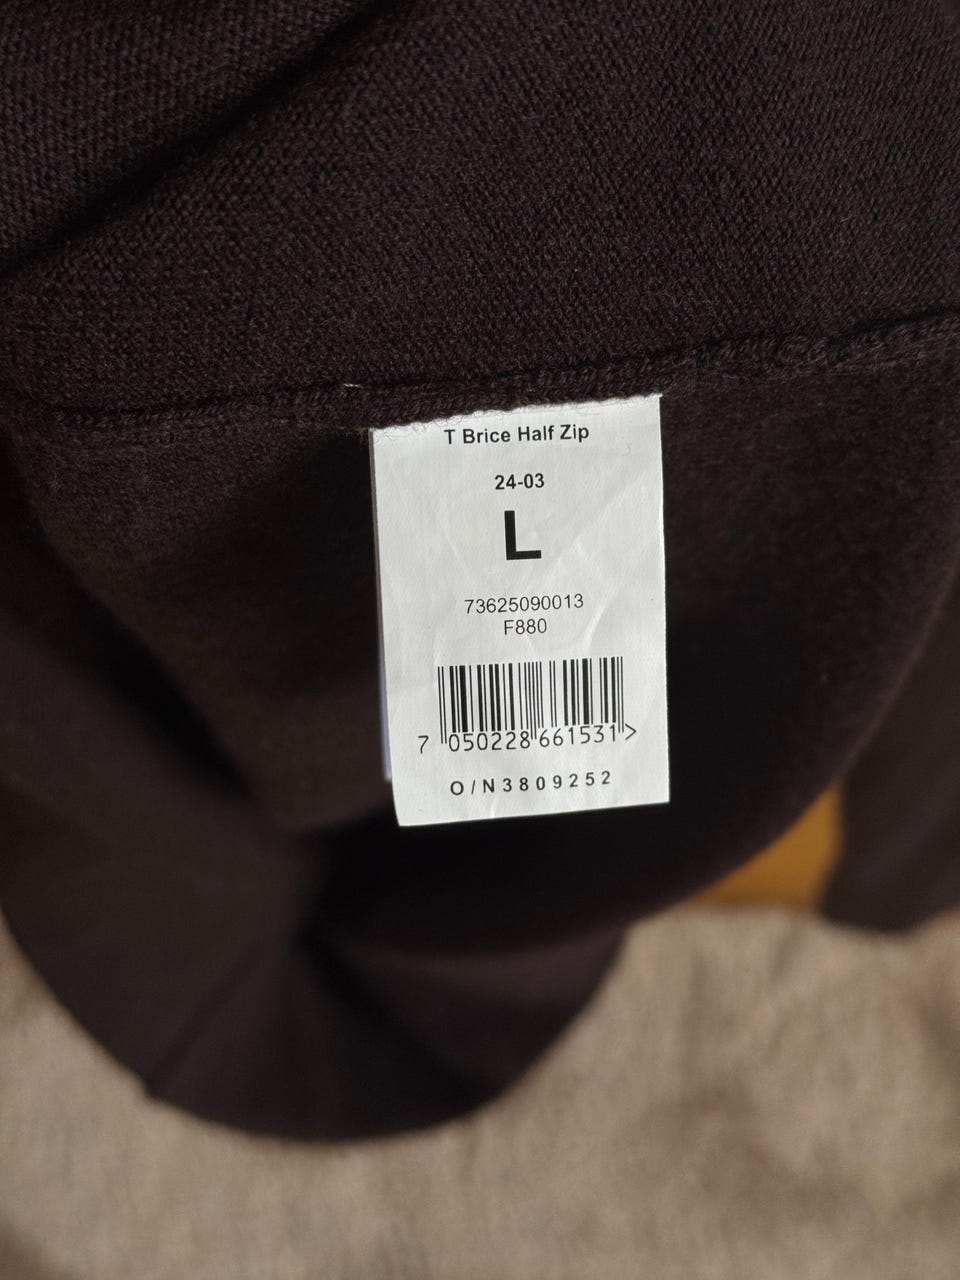 T Brice Half Zip
24-03
L
73625090013
F880
7 050228 661531 >
O/N3809252